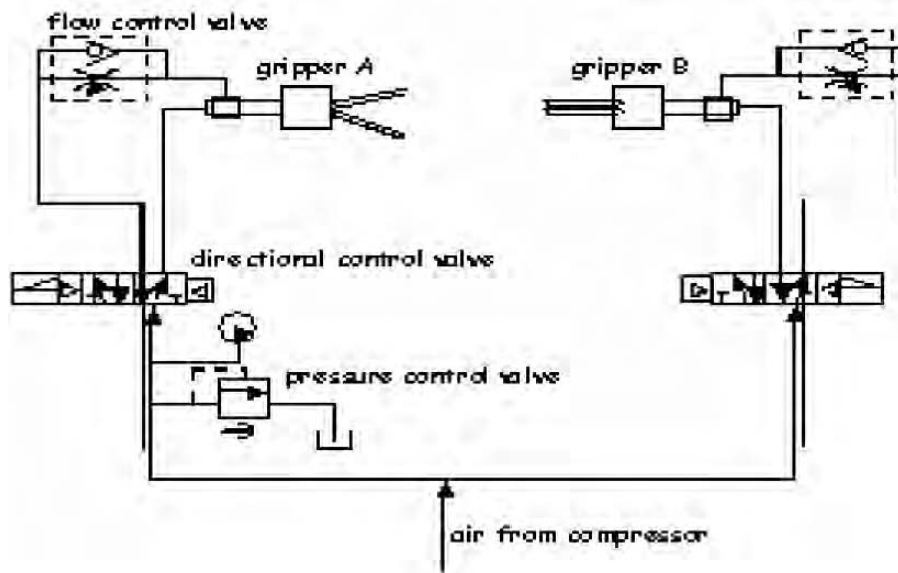 flow control valve
gripper A
gripper B
directional control valve
pressure control valve
air from compressor